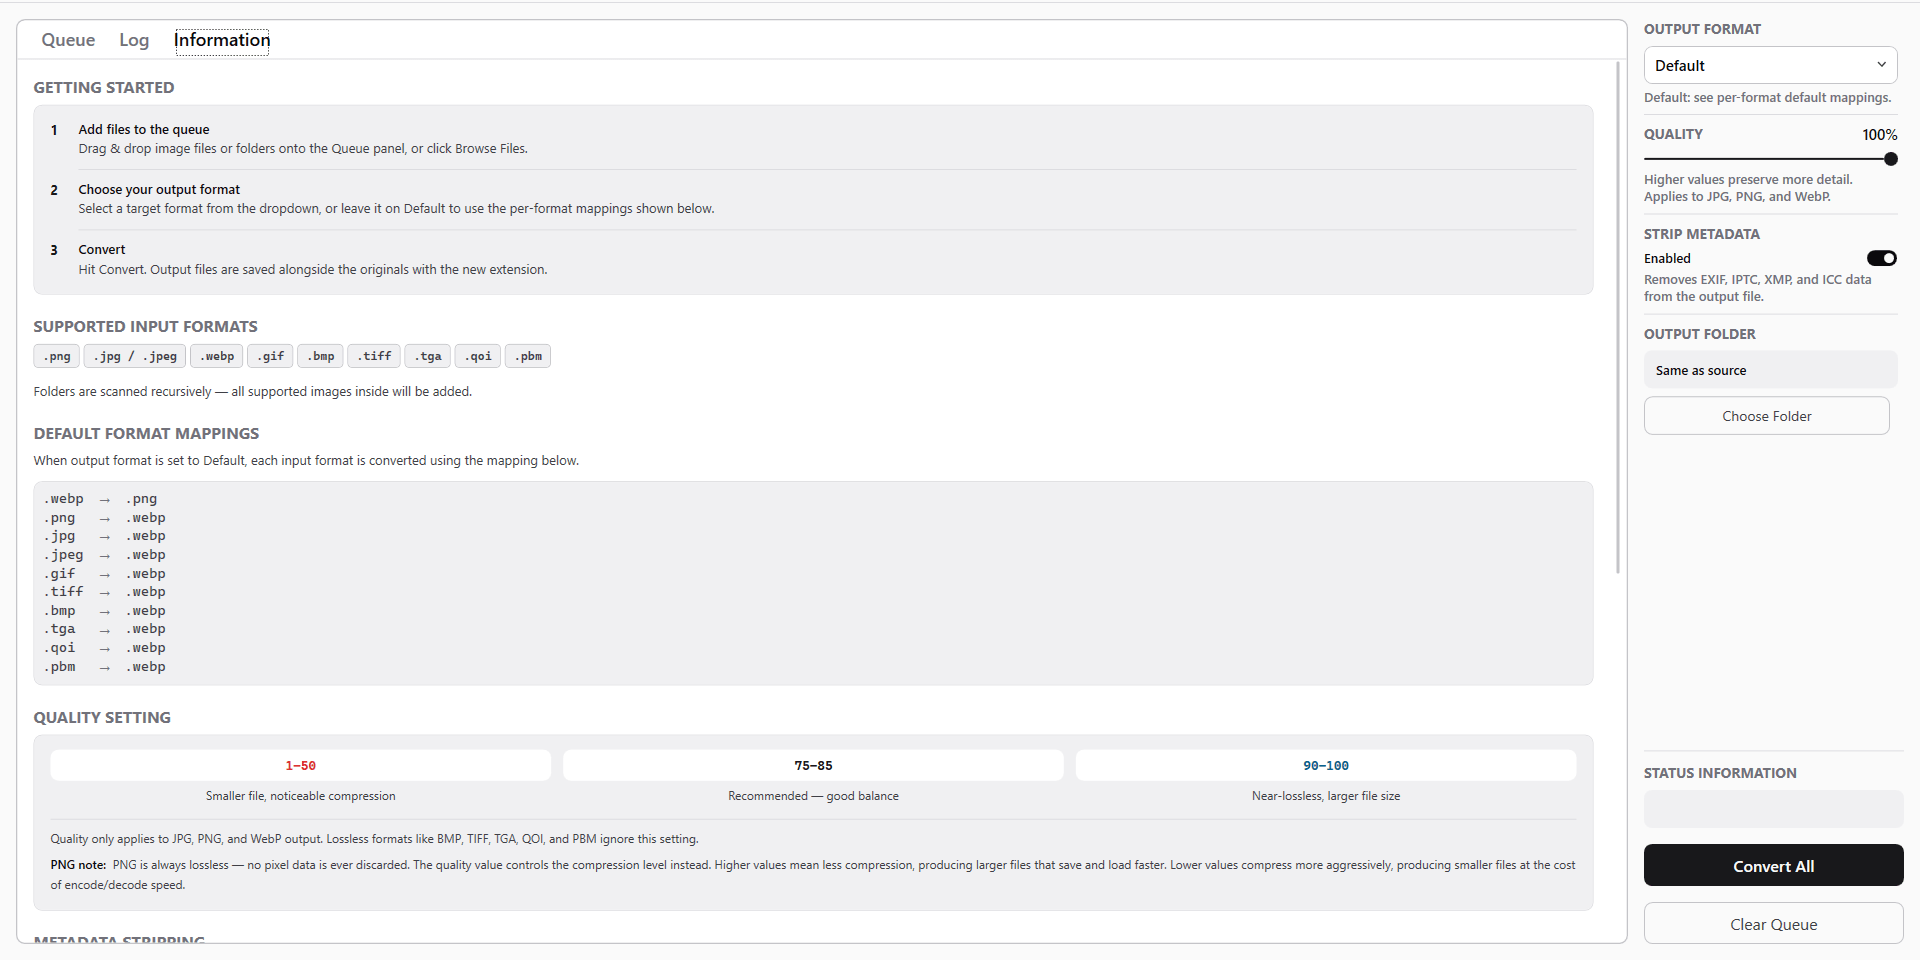 Queue Log Information
GETTING STARTED
1 Add files to the queue
Drag & drop image files or folders onto the Queue panel, or click Browse Files.
2 Choose your output format
Select a target format from the dropdown, or leave it on Default to use the per-format mappings shown below.
3 Convert
Hit Convert. Output files are saved alongside the originals with the new extension.
SUPPORTED INPUT FORMATS
.png .jpg / .jpeg .webp .gif .bmp .tiff .tga .qoi .pbm
Folders are scanned recursively — all supported images inside will be added.
DEFAULT FORMAT MAPPINGS
When output format is set to Default, each input format is converted using the mapping below.
.webp → .png
.png → .webp
.jpg → .webp
.jpeg → .webp
.gif → .webp
.tiff → .webp
.bmp → .webp
.tga → .webp
.qoi → .webp
.pbm → .webp
QUALITY SETTING
1–50 75–85 90–100
Smaller file, noticeable compression Recommended — good balance Near-lossless, larger file size
Quality only applies to JPG, PNG, and WebP output. Lossless formats like BMP, TIFF, TGA, QOI, and PBM ignore this setting.
PNG note: PNG is always lossless — no pixel data is ever discarded. The quality value controls the compression level instead. Higher values mean less compression, producing larger files that save and load faster. Lower values compress more aggressively, producing smaller files at the cost
of encode/decode speed.
METADATA STRIPPING
OUTPUT FORMAT
Default
Default: see per-format default mappings.
QUALITY 100%
Higher values preserve more detail.
Applies to JPG, PNG, and WebP.
STRIP METADATA
Enabled
Removes EXIF, IPTC, XMP, and ICC data
from the output file.
OUTPUT FOLDER
Same as source
Choose Folder
STATUS INFORMATION
Convert All
Clear Queue